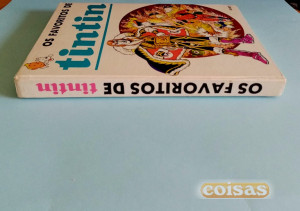 OS FAVORITOS DE
tintin
OS FAVORITOS DE tintin
coisas